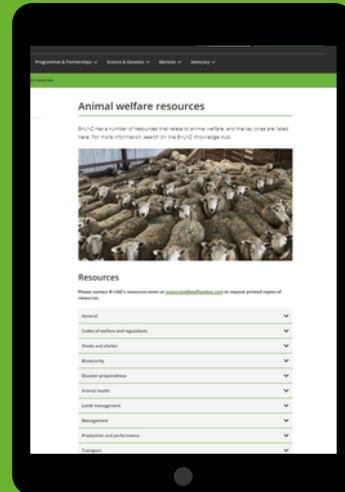 Programmes & Partnerships Science & Genetics Markets Advocacy
resources
Animal welfare resources
B+LNZ has a number of resources that relate to animal welfare, and the key ones are listed
here. For more information, search on the B+LNZ Knowledge Hub.
Resources
Please contact B+LNZ's resource team at resources@beeflambnz.com to request printed copies of
resources.
General
Codes of welfare and regulations
Shade and shelter
Biosecurity
Disaster preparedness
Animal health
Lamb management
Management
Production and performance
Transport